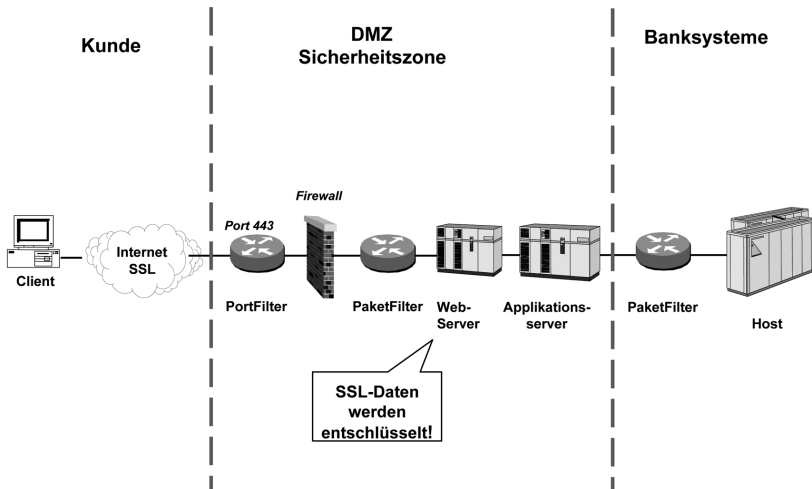 Kunde
DMZ
Sicherheitszone
Banksysteme
Firewall
Port 443
Internet
SSL
Client
PortFilter
PaketFilter
Web-
Server
Applikations-
server
PaketFilter
Host
SSL-Daten
werden
entschlüsselt!